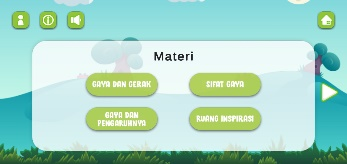 Materi
GAYA DAN GERAK
SIFAT GAYA
GAYA DAN
PENGARUHNYA
RUANG INSPIRASI